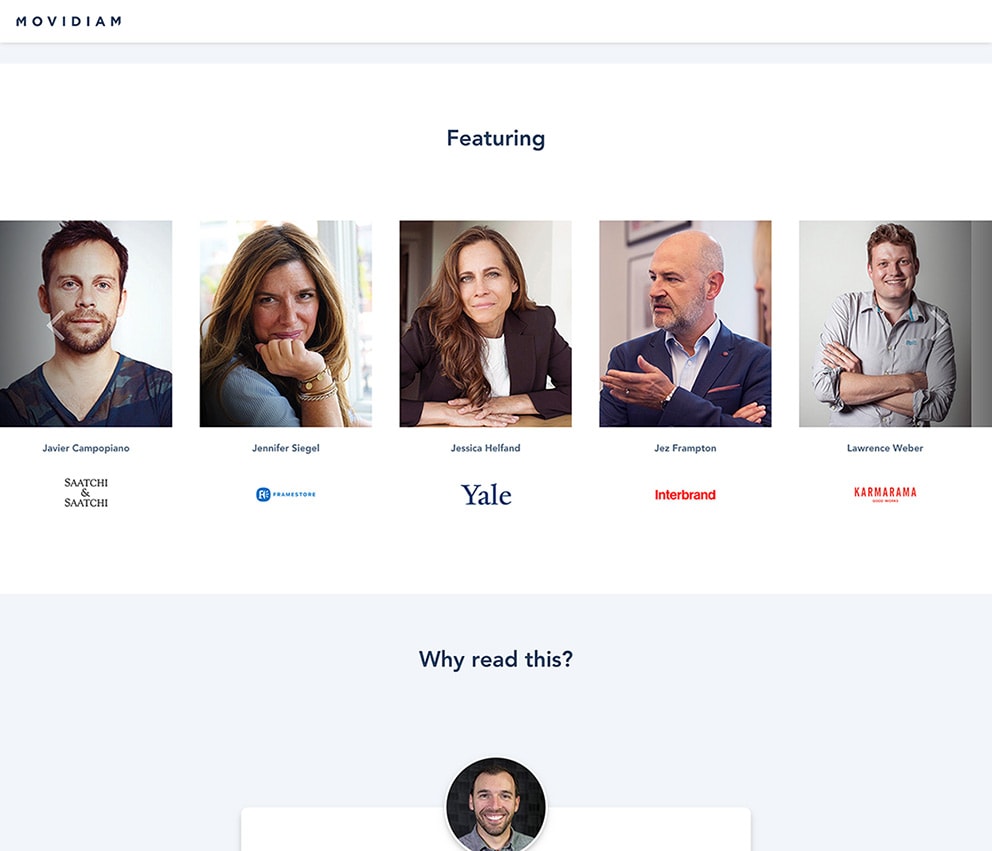 MOVIDIAM
Featuring
Javier Campopiano
Jennifer Siegel
Jessica Helfand
Jez Frampton
Lawrence Weber
SAATCHI
&
SAATCHI
FRAMESTORE
Yale
Interbrand
KARMARAMA
GOOD WORKS
Why read this?